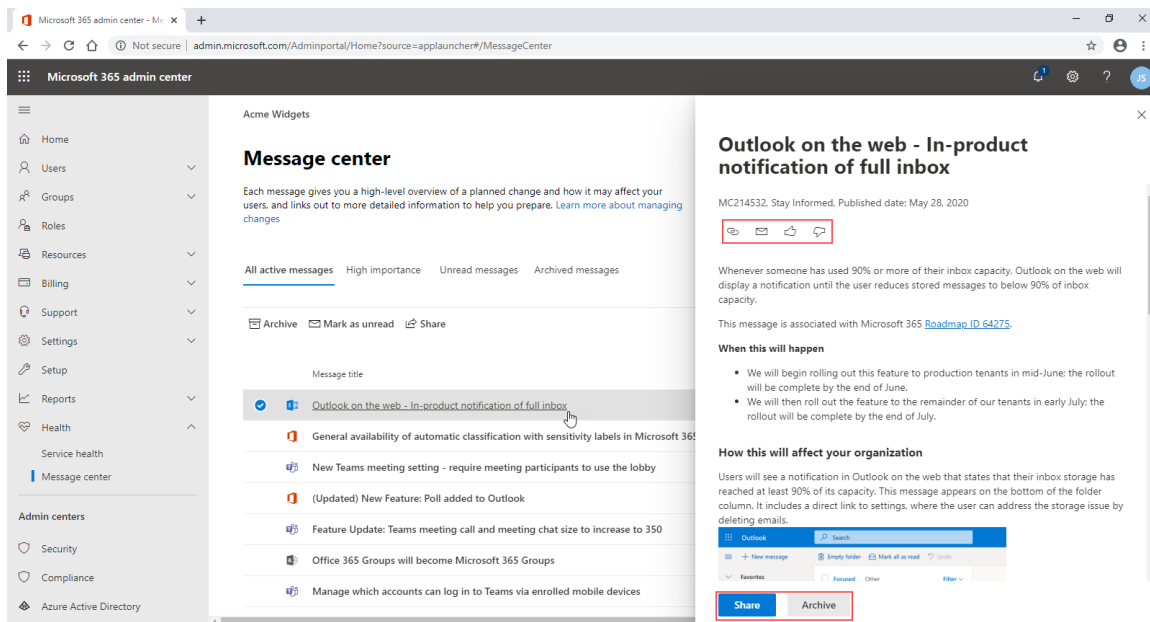 Microsoft 365 admin center - Me
Not secure | admin.microsoft.com/Adminportal/Home?source=applauncher#/MessageCenter
Microsoft 365 admin center
1
?
JS
Home
Users
Groups
Roles
Resources
Billing
Support
Settings
Setup
Reports
Health
Service health
Message center
Admin centers
Security
Compliance
Azure Active Directory
Acme Widgets
Message center
Each message gives you a high-level overview of a planned change and how it may affect your
users, and links out to more detailed information to help you prepare. Learn more about managing
changes
All active messages High importance Unread messages Archived messages
Archive Mark as unread Share
Message title
Outlook on the web - In-product notification of full inbox
General availability of automatic classification with sensitivity labels in Microsoft 365
New Teams meeting setting - require meeting participants to use the lobby
(Updated) New Feature: Poll added to Outlook
Feature Update: Teams meeting call and meeting chat size to increase to 350
Office 365 Groups will become Microsoft 365 Groups
Manage which accounts can log in to Teams via enrolled mobile devices
Outlook on the web - In-product
notification of full inbox
MC214532, Stay Informed, Published date: May 28, 2020
Whenever someone has used 90% or more of their inbox capacity, Outlook on the web will
display a notification until the user reduces stored messages to below 90% of inbox
capacity.
This message is associated with Microsoft 365 Roadmap ID 64275.
When this will happen
• We will begin rolling out this feature to production tenants in mid-June; the rollout
will be complete by the end of June.
• We will then roll out the feature to the remainder of our tenants in early July; the
rollout will be complete by the end of July.
How this will affect your organization
Users will see a notification in Outlook on the web that states that their inbox storage has
reached at least 90% of its capacity. This message appears on the bottom of the folder
column. It includes a direct link to settings, where the user can address the storage issue by
deleting emails.
Outlook Search
+ New message Empty folder Mark all as read Undo
Favorites Focused Other Filter
Share Archive